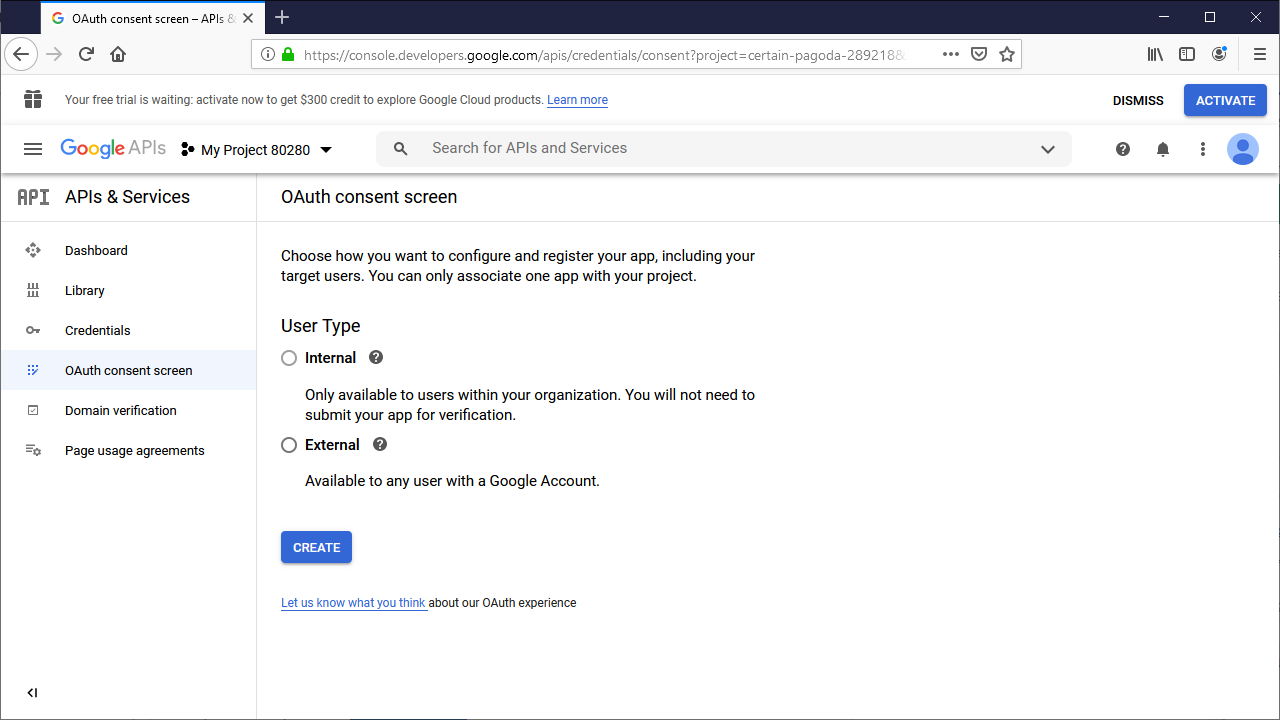 OAuth consent screen – APIs &
https://console.developers.google.com/apis/credentials/consent?project=certain-pagoda-289218&
Your free trial is waiting: activate now to get $300 credit to explore Google Cloud products. Learn more
DISMISS
ACTIVATE
Google APIs
My Project 80280
Search for APIs and Services
API
APIs & Services
OAuth consent screen
Dashboard
Library
Credentials
OAuth consent screen
Domain verification
Page usage agreements
Choose how you want to configure and register your app, including your
target users. You can only associate one app with your project.
User Type
Internal
Only available to users within your organization. You will not need to
submit your app for verification.
External
Available to any user with a Google Account.
CREATE
Let us know what you think about our OAuth experience